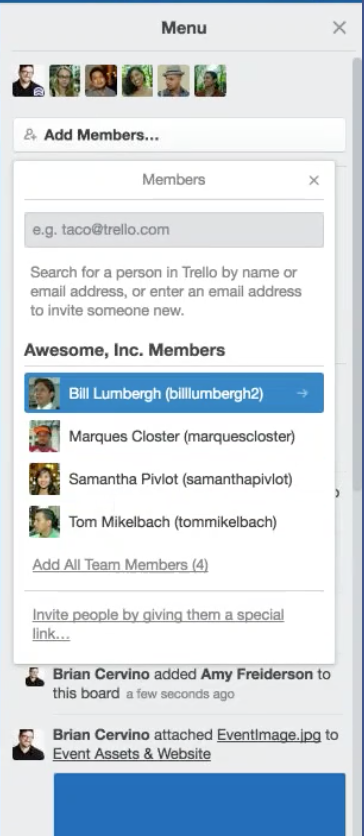 Menu
Add Members…
Members
e.g. taco@trello.com
Search for a person in Trello by name or
email address, or enter an email address
to invite someone new.
Awesome, Inc. Members
Bill Lumbergh (billlumbergh2)
Marques Closter (marquescloster)
Samantha Pivlot (samanthapivlot)
Tom Mikelbach (tommikelbach)
Add All Team Members (4)
Invite people by giving them a special
link…
Brian Cervino added Amy Freiderson to
this board a few seconds ago
Brian Cervino attached EventImage.jpg to
Event Assets & Website